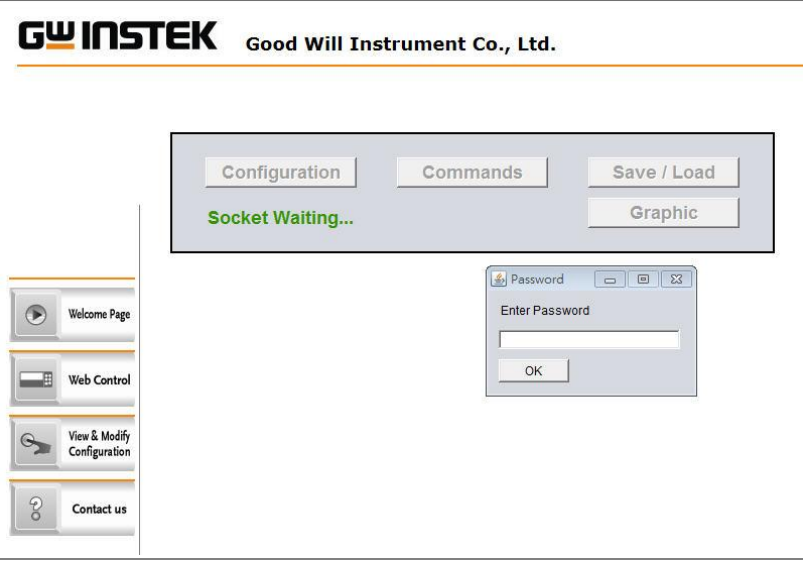 GW INSTEK Good Will Instrument Co., Ltd.
Configuration Commands Save / Load
Socket Waiting... Graphic
Password
Enter Password
OK
Welcome Page
Web Control
View & Modify
Configuration
Contact us